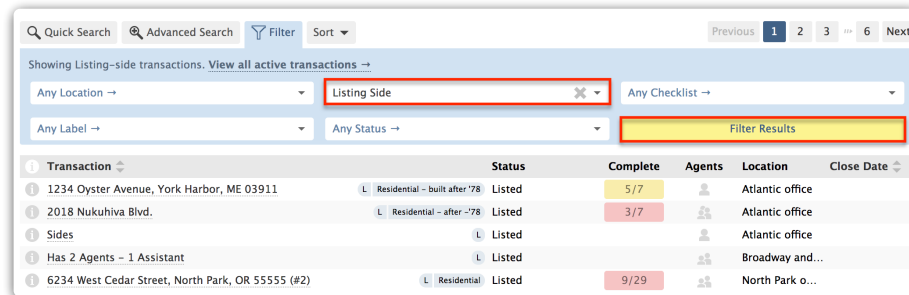 Quick Search Advanced Search Filter Sort Previous 1 2 3 ››› 6 Next
Showing Listing-side transactions. View all active transactions →
Any Location → Listing Side Any Checklist →
Any Label → Any Status → Filter Results
Transaction Status Complete Agents Location Close Date
1234 Oyster Avenue, York Harbor, ME 03911 L Residential - built after '78 Listed 5/7 Atlantic office
2018 Nukuhiva Blvd. L Residential - after -'78 Listed 3/7 Atlantic office
Sides L Listed Atlantic office
Has 2 Agents - 1 Assistant L Listed Broadway and...
6234 West Cedar Street, North Park, OR 55555 (#2) L Residential Listed 9/29 North Park o...